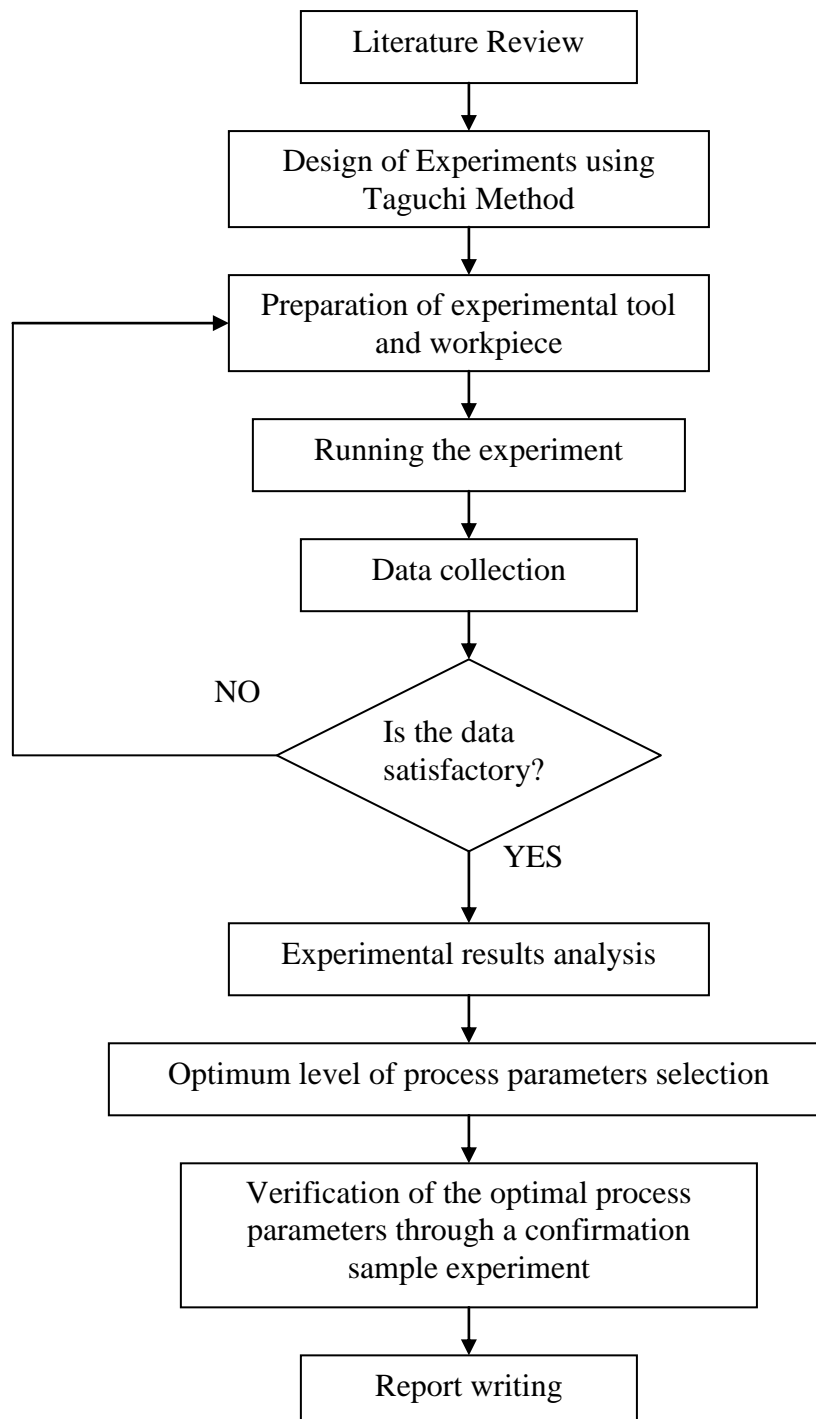 Literature Review
Design of Experiments using
Taguchi Method
Preparation of experimental tool
and workpiece
Running the experiment
Data collection
NO
Is the data
satisfactory?
YES
Experimental results analysis
Optimum level of process parameters selection
Verification of the optimal process
parameters through a confirmation
sample experiment
Report writing